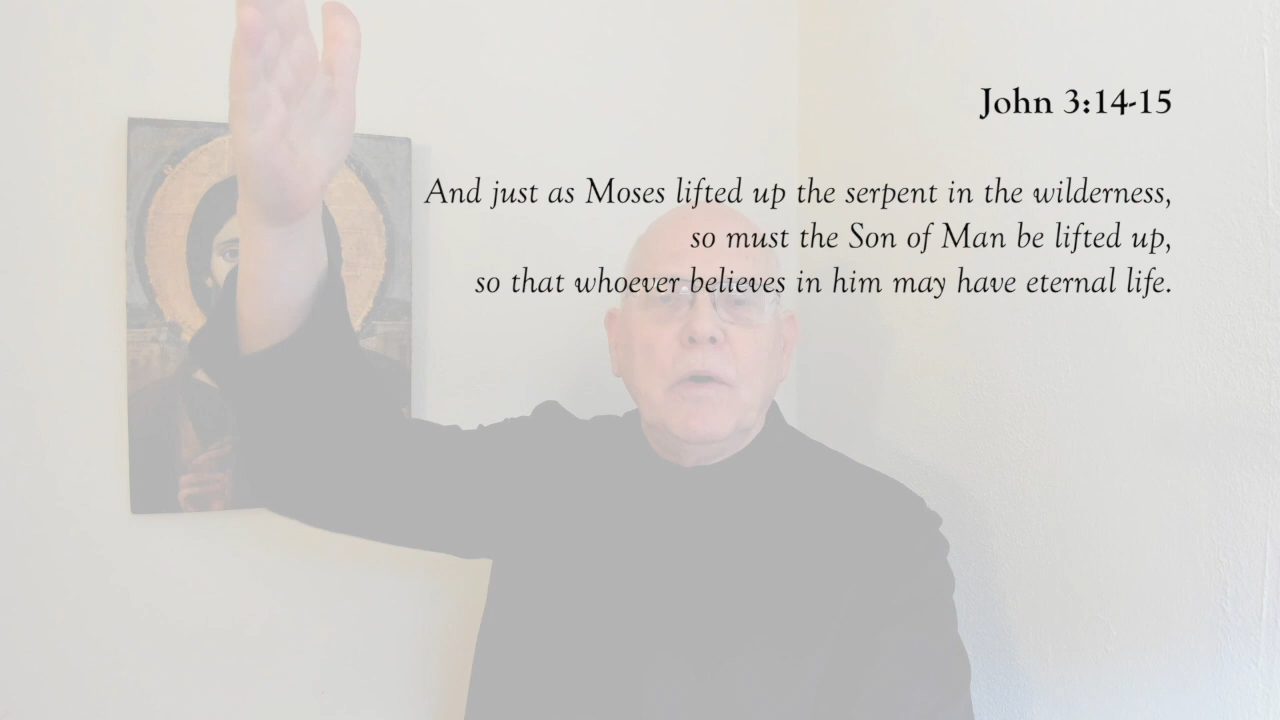 John 3:14-15
And just as Moses lifted up the serpent in the wilderness,
so must the Son of Man be lifted up,
so that whoever believes in him may have eternal life.